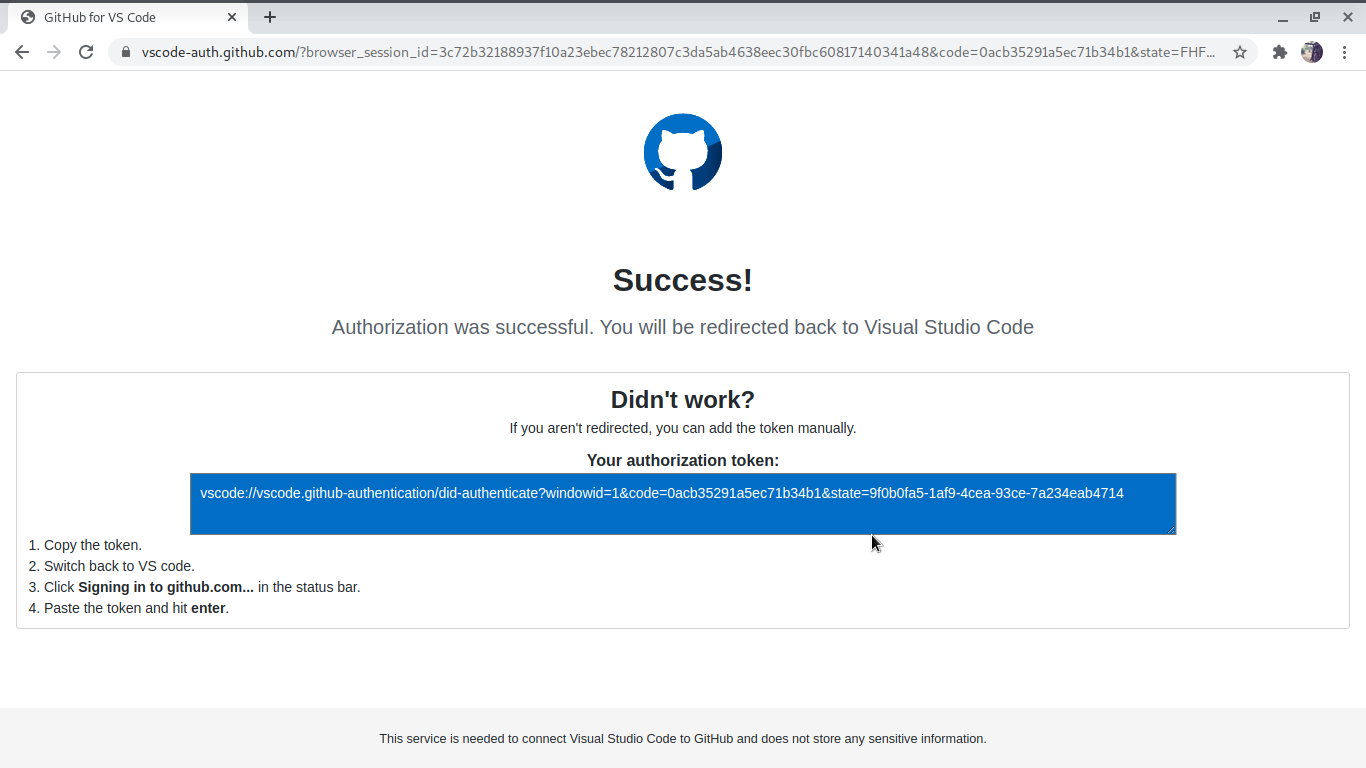 GitHub for VS Code
vscode-auth.github.com/?browser_session_id=3c72b32188937f10a23ebec78212807c3da5ab4638eec30fbc60817140341a48&code=0acb35291a5ec71b34b1&state=FHF...
Success!
Authorization was successful. You will be redirected back to Visual Studio Code
Didn't work?
If you aren't redirected, you can add the token manually.
Your authorization token:
vscode://vscode.github-authentication/did-authenticate?windowid=1&code=0acb35291a5ec71b34b1&state=9f0b0fa5-1af9-4cea-93ce-7a234eab4714
1. Copy the token.
2. Switch back to VS code.
3. Click Signing in to github.com... in the status bar.
4. Paste the token and hit enter.
This service is needed to connect Visual Studio Code to GitHub and does not store any sensitive information.